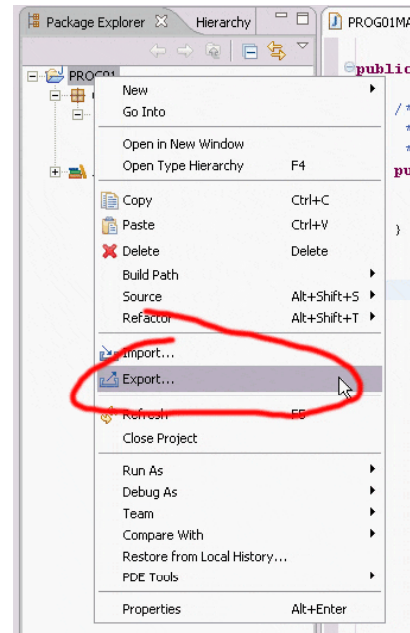 Package Explorer
Hierarchy
PROG01MA
PROG01
public
/*
*
*
pu
}
New
Go Into
Open in New Window
Open Type Hierarchy F4
Copy Ctrl+C
Paste Ctrl+V
Delete Delete
Build Path
Source Alt+Shift+S
Refactor Alt+Shift+T
Import...
Export...
Refresh F5
Close Project
Run As
Debug As
Team
Compare With
Restore from Local History...
PDE Tools
Properties Alt+Enter